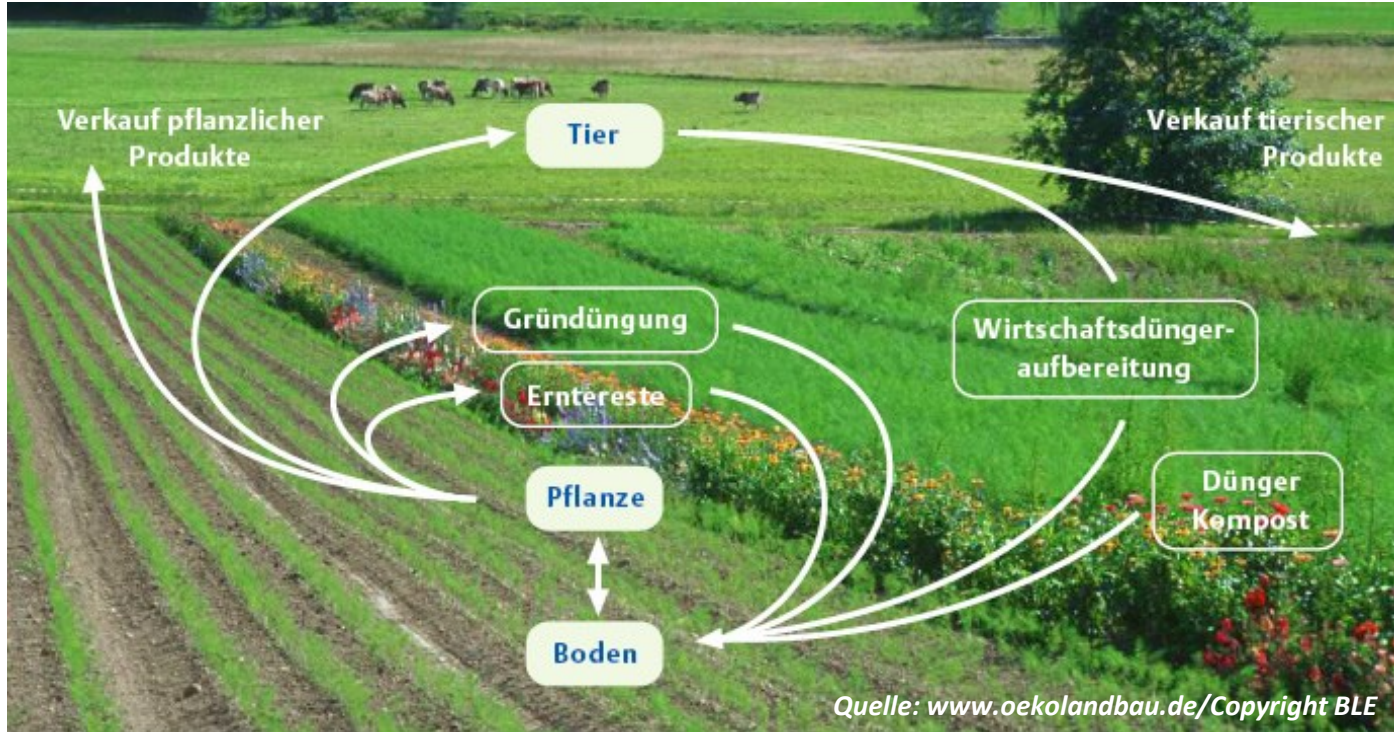 Verkauf pflanzlicher
Produkte
Tier
Verkauf tierischer
Produkte
Gründüngung
Erntereste
Wirtschaftsdünger-
aufbereitung
Pflanze
Dünger
Kompost
Boden
Quelle: www.oekolandbau.de/Copyright BLE